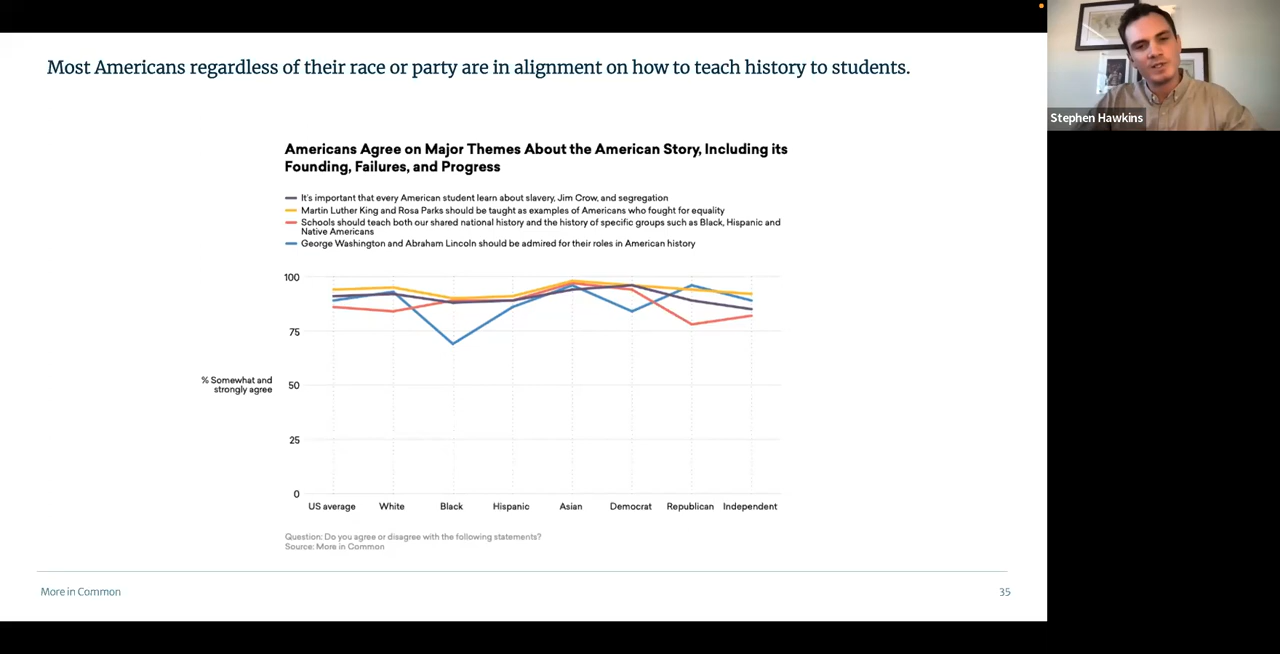 Most Americans regardless of their race or party are in alignment on how to teach history to students.
Stephen Hawkins
Americans Agree on Major Themes About the American Story, Including its
Founding, Failures, and Progress
It's important that every American student learn about slavery, Jim Crow, and segregation
Martin Luther King and Rosa Parks should be taught as examples of Americans who fought for equality
Schools should teach both our shared national history and the history of specific groups such as Black, Hispanic and
Native Americans
George Washington and Abraham Lincoln should be admired for their roles in American history
100
75
% Somewhat and
strongly agree
50
25
0
US average White Black Hispanic Asian Democrat Republican Independent
Question: Do you agree or disagree with the following statements?
Source: More in Common
More in Common
35